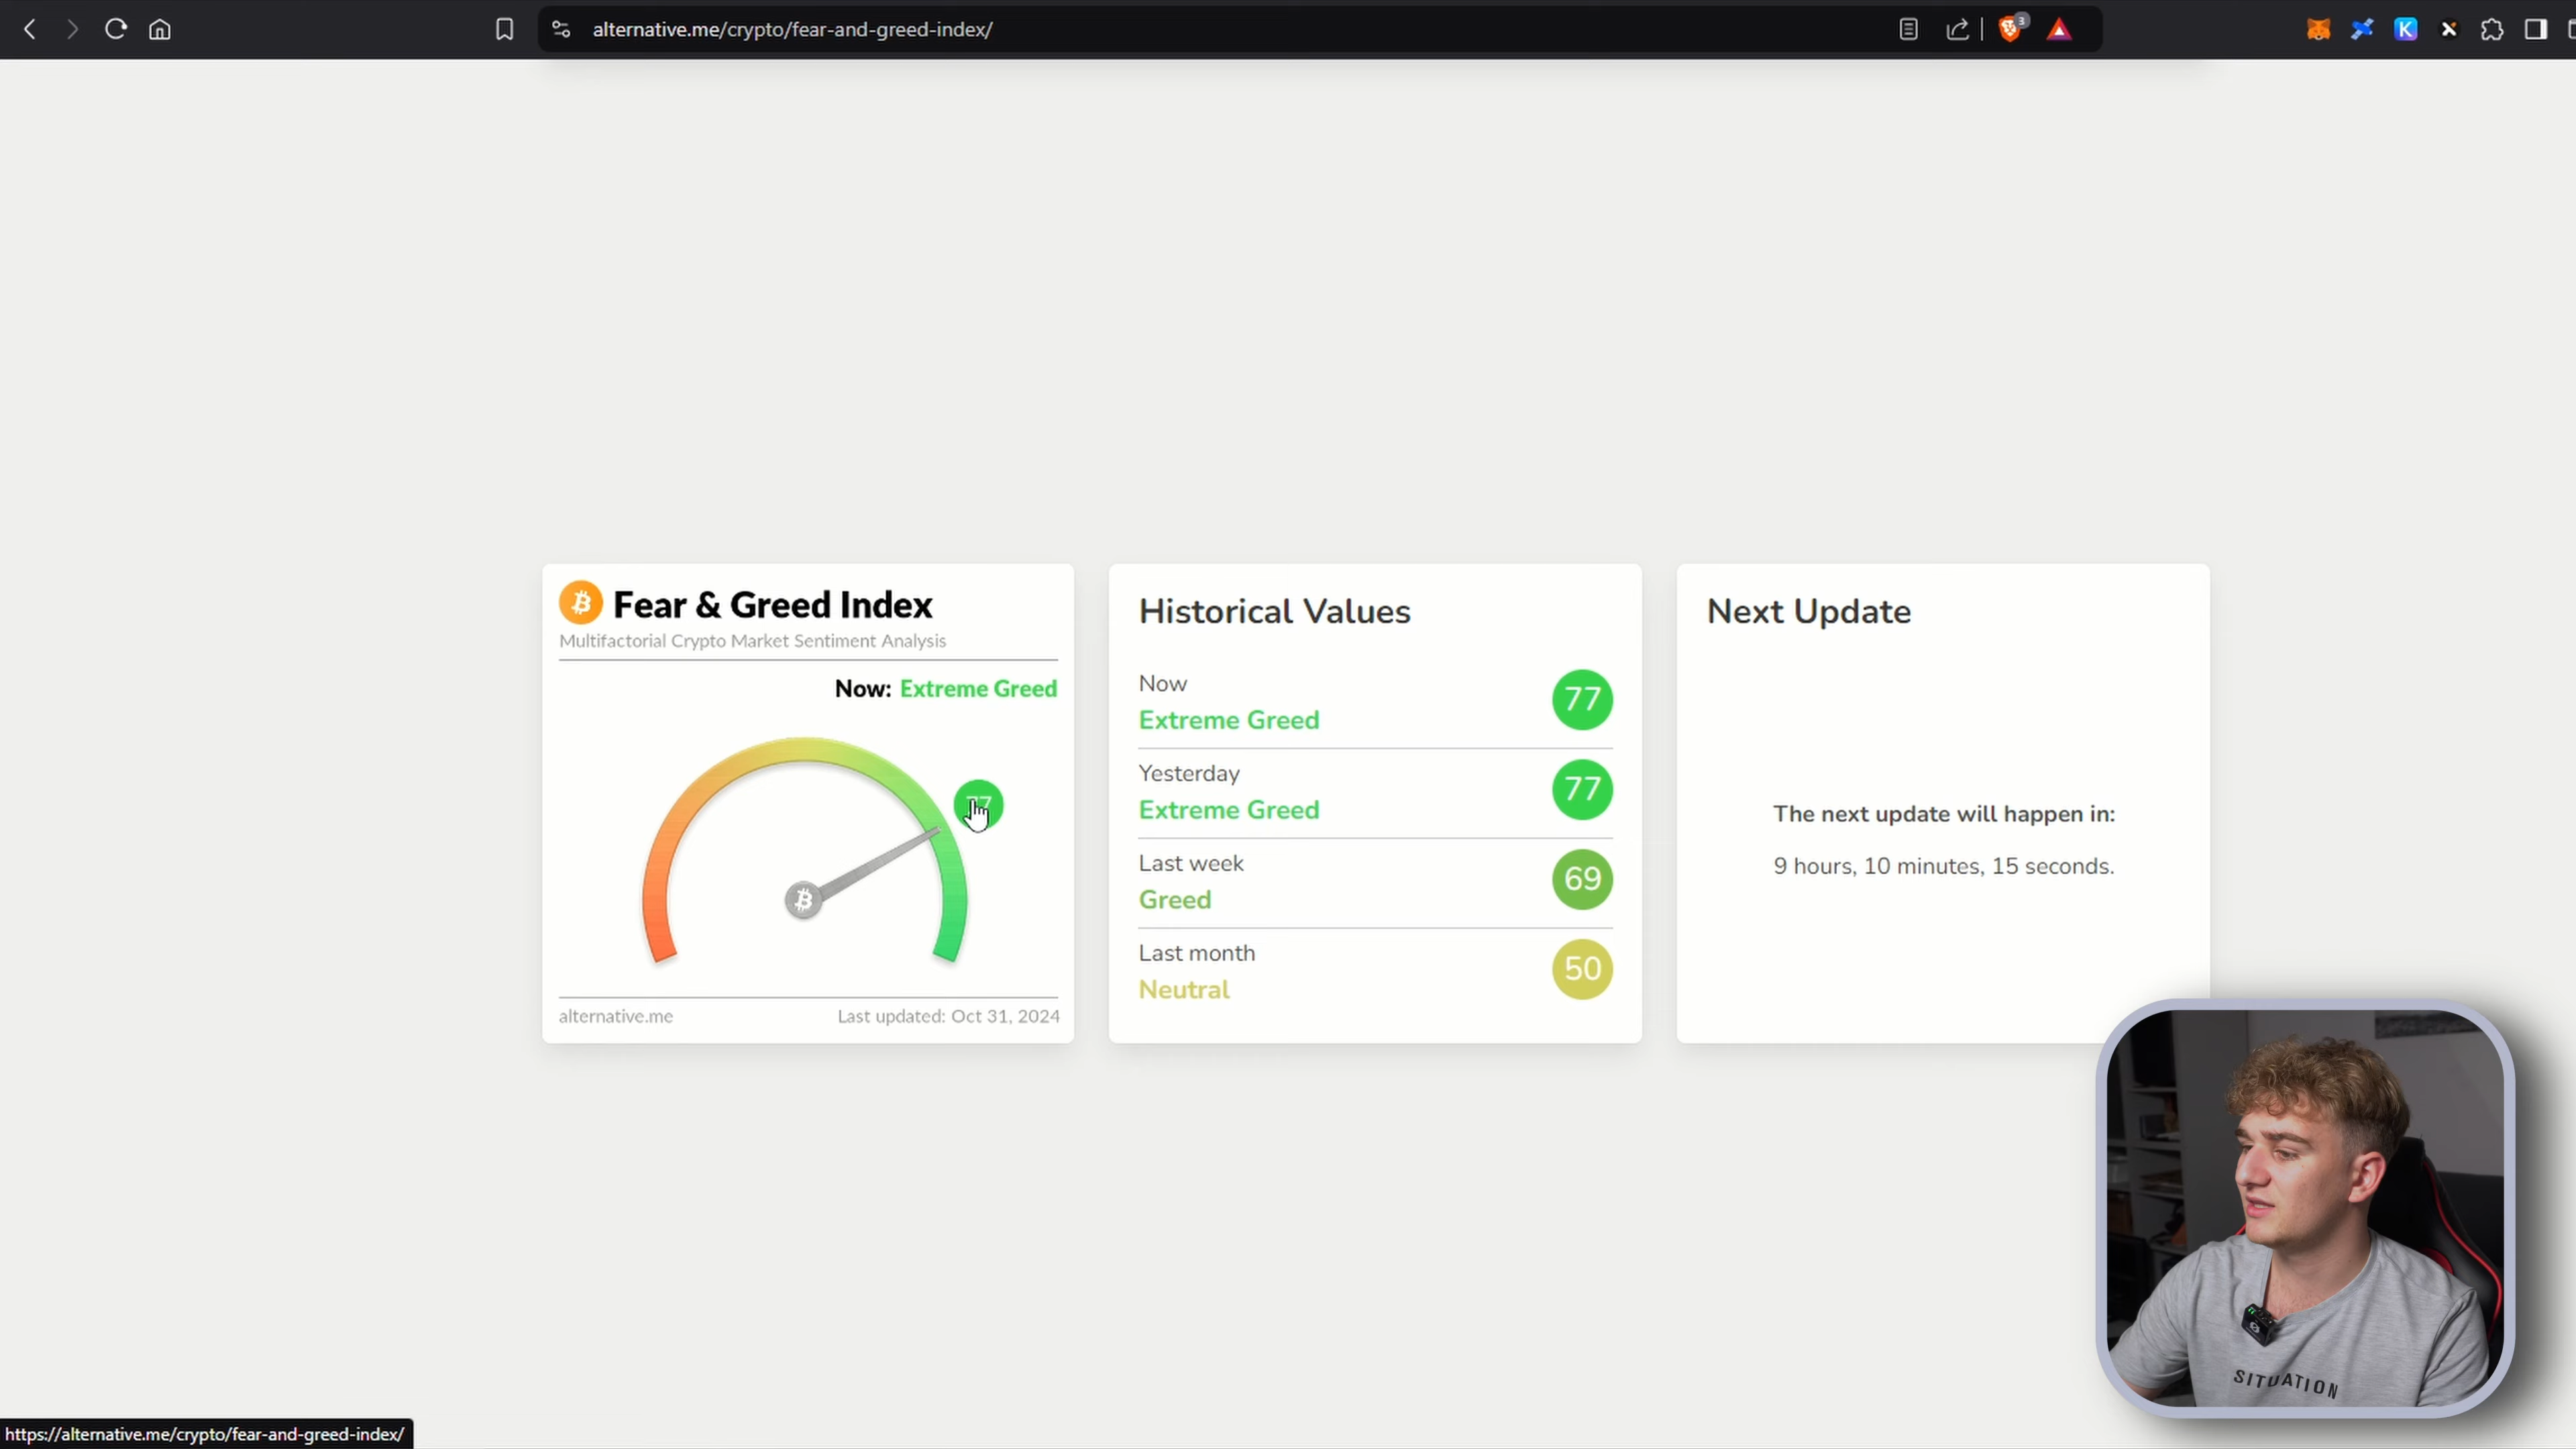 alternative.me/crypto/fear-and-greed-index/
3
Fear & Greed Index
Multifactorial Crypto Market Sentiment Analysis
Now: Extreme Greed
alternative.me
Last updated: Oct 31, 2024
Historical Values
Now
Extreme Greed
77
Yesterday
Extreme Greed
77
Last week
Greed
69
Last month
Neutral
50
Next Update
The next update will happen in:
9 hours, 10 minutes, 15 seconds.
SITUATION
https://alternative.me/crypto/fear-and-greed-index/